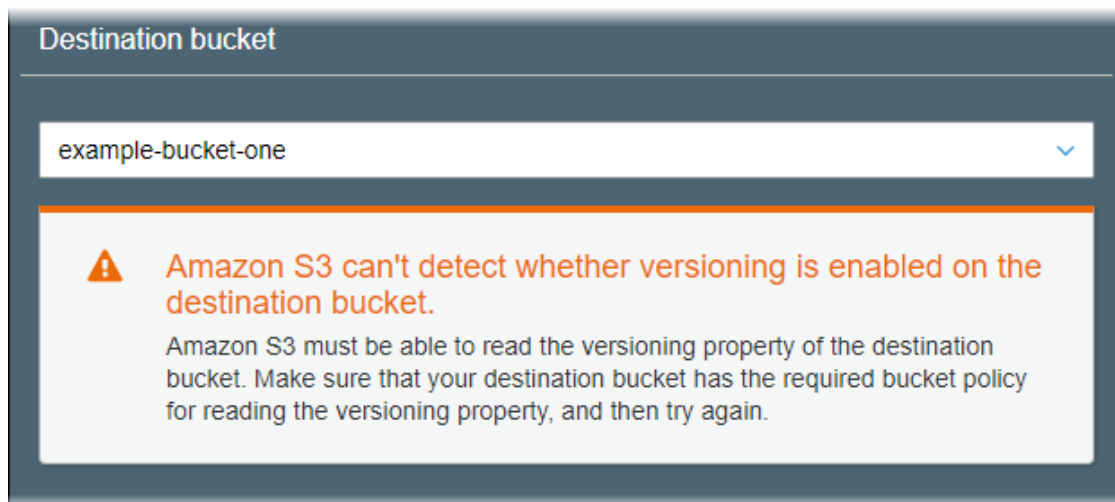 Destination bucket
example-bucket-one
Amazon S3 can't detect whether versioning is enabled on the
destination bucket.
Amazon S3 must be able to read the versioning property of the destination
bucket. Make sure that your destination bucket has the required bucket policy
for reading the versioning property, and then try again.